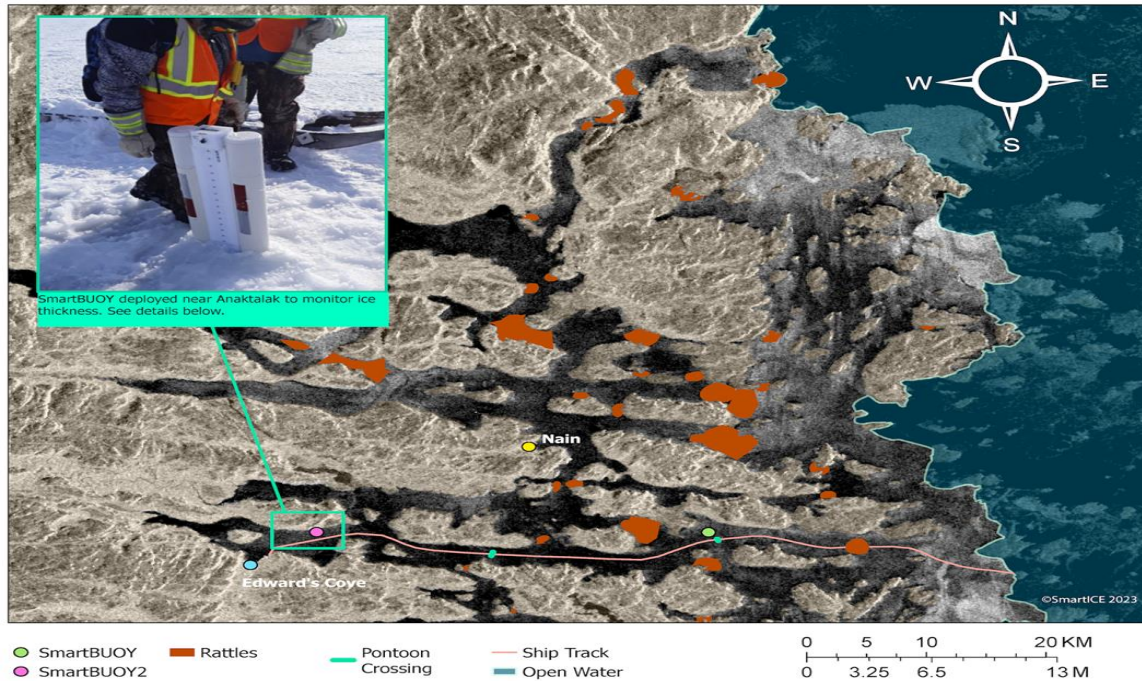 N
W E
S
SmartBUOY deployed near Anaktalak to monitor ice
thickness. See details below.
Nain
Edward's Cove
©SmartICE 2023
SmartBUOY
SmartBUOY2
Rattles
Pontoon
Crossing
Ship Track
Open Water
0 5 10 20 KM
0 3.25 6.5 13 M